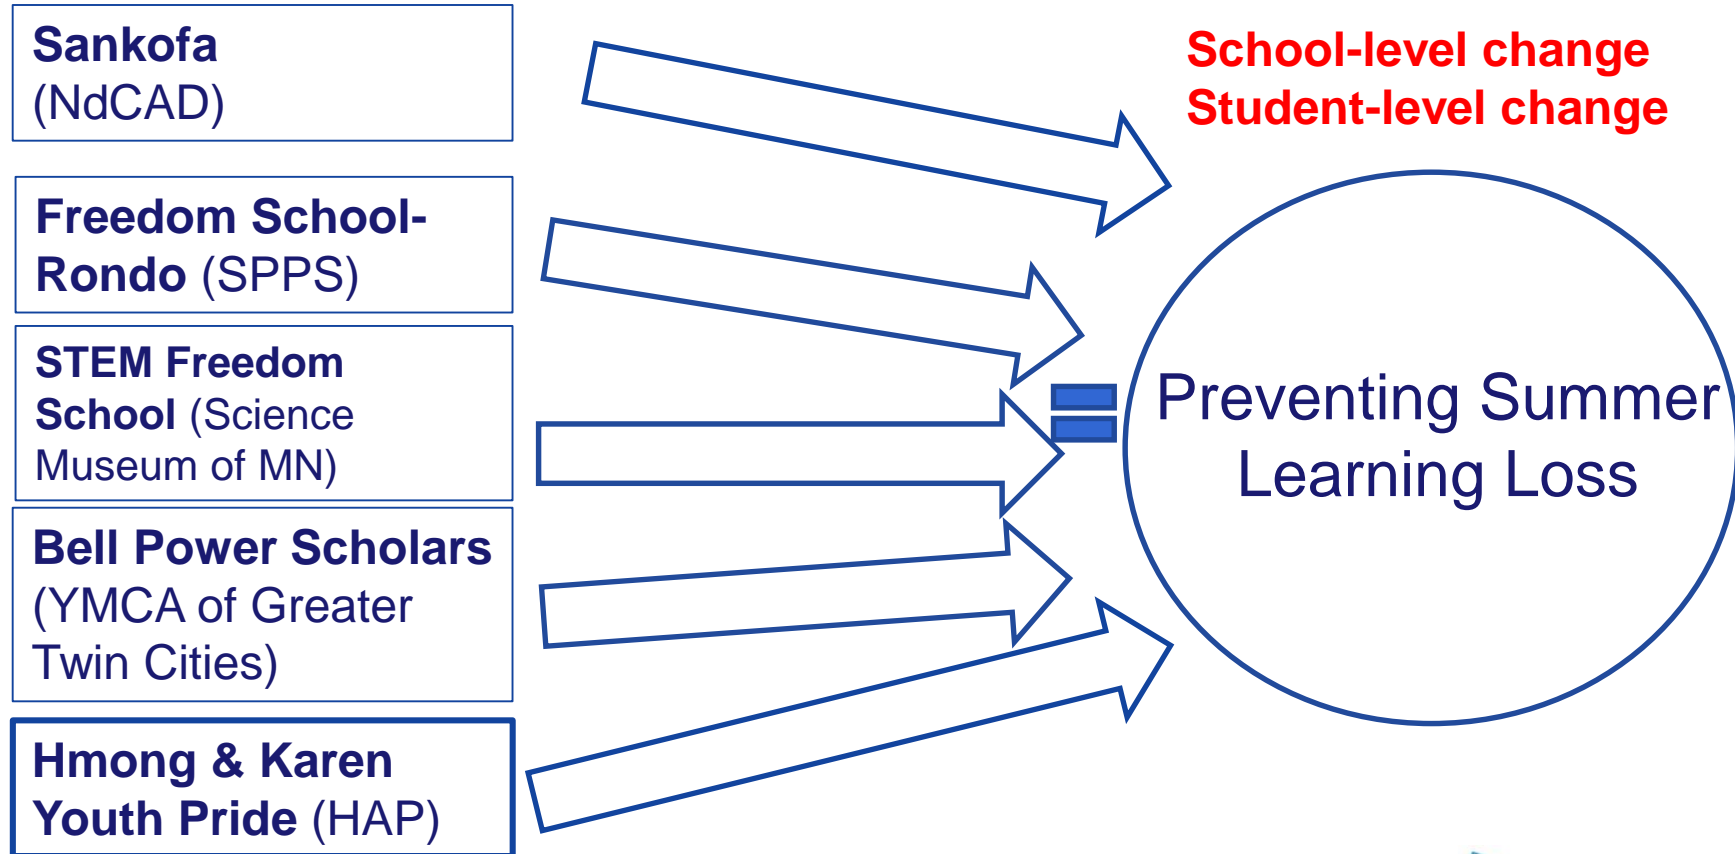 Sankofa
(NdCAD)
Freedom School-
Rondo (SPPS)
STEM Freedom
School (Science
Museum of MN)
Bell Power Scholars
(YMCA of Greater
Twin Cities)
Hmong & Karen
Youth Pride (HAP)
School-level change
Student-level change
Preventing Summer
Learning Loss